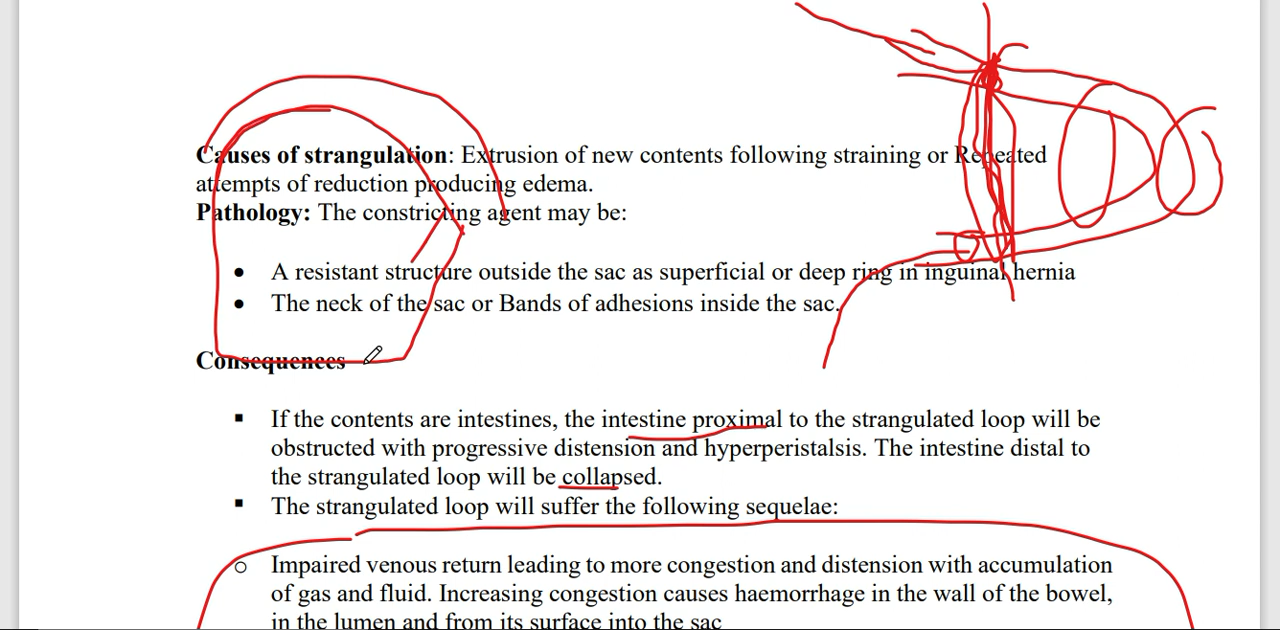 Causes of strangulation: Extrusion of new contents following straining or Repeated
attempts of reduction producing edema.
Pathology: The constricting agent may be:
• A resistant structure outside the sac as superficial or deep ring in inguinal hernia
• The neck of the sac or Bands of adhesions inside the sac.
Consequences
▪ If the contents are intestines, the intestine proximal to the strangulated loop will be
obstructed with progressive distension and hyperperistalsis. The intestine distal to
the strangulated loop will be collapsed.
▪ The strangulated loop will suffer the following sequelae:
o Impaired venous return leading to more congestion and distension with accumulation
of gas and fluid. Increasing congestion causes haemorrhage in the wall of the bowel,
in the lumen and from its surface into the sac